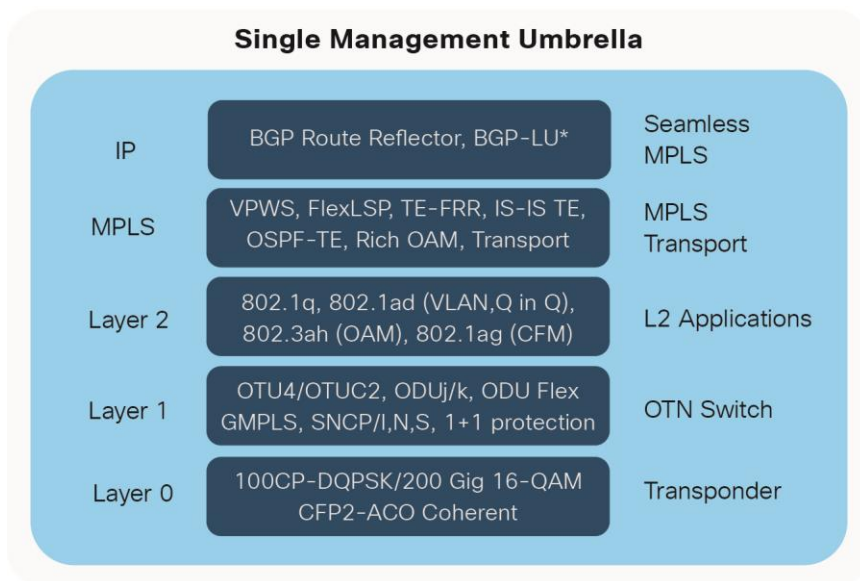 Single Management Umbrella
IP
BGP Route Reflector, BGP-LU*
Seamless
MPLS
MPLS
VPWS, FlexLSP, TE-FRR, IS-IS TE,
OSPF-TE, Rich OAM, Transport
MPLS
Transport
Layer 2
802.1q, 802.1ad (VLAN,Q in Q),
802.3ah (OAM), 802.1ag (CFM)
L2 Applications
Layer 1
OTU4/OTUC2, ODUj/k, ODU Flex
GMPLS, SNCP/I,N,S, 1+1 protection
OTN Switch
Layer 0
100CP-DQPSK/200 Gig 16-QAM
CFP2-ACO Coherent
Transponder